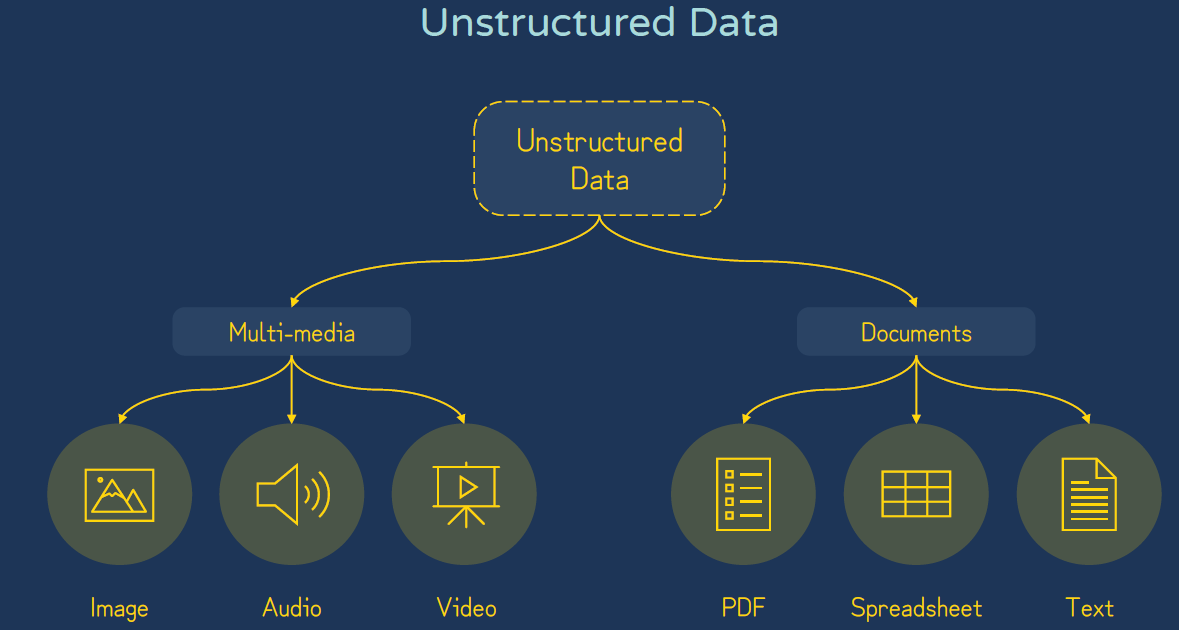 Unstructured Data
Unstructured
Data
Multi-media
Documents
Image
Audio
Video
PDF
Spreadsheet
Text